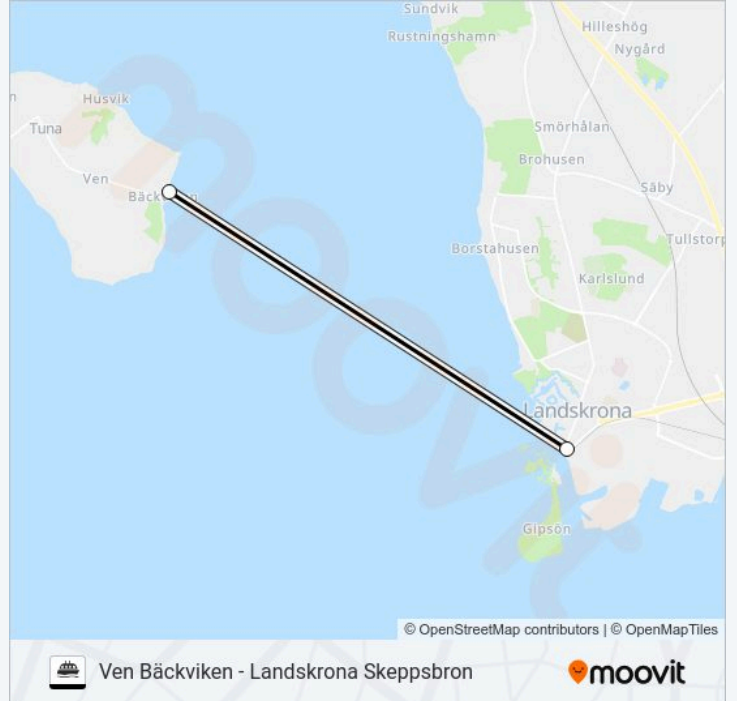 Sundvik
Rustningshamn
Hilleshög
Nygård
Husvik
Tuna
Smörhålan
Brohusen
Ven
Säby
Tullstorp
Borstahusen
Karlslund
Landskrona
Gipsön
moovit
© OpenStreetMap contributors | © OpenMapTiles
Ven Bäckviken - Landskrona Skeppsbron
moovit